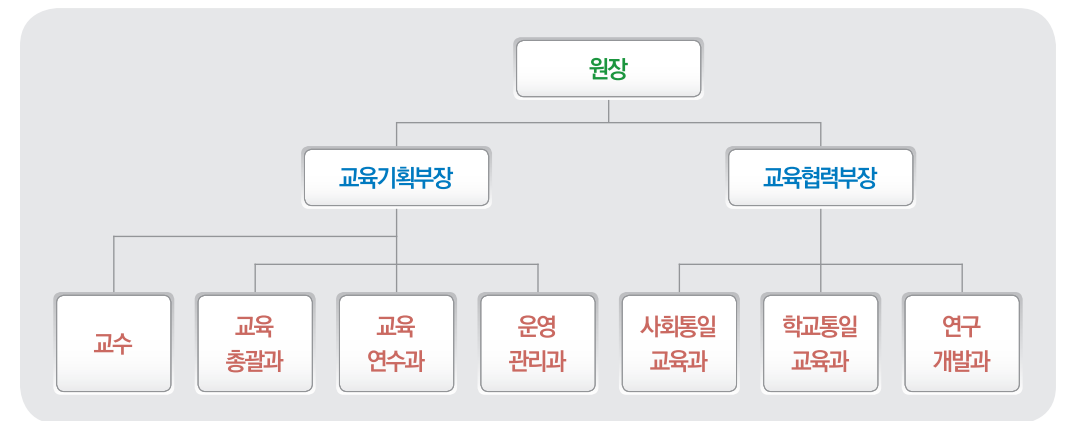 원장
교육기획부장
교육협력부장
교수
교육
총괄과
교육
연수과
운영
관리과
사회통일
교육과
학교통일
교육과
연구
개발과